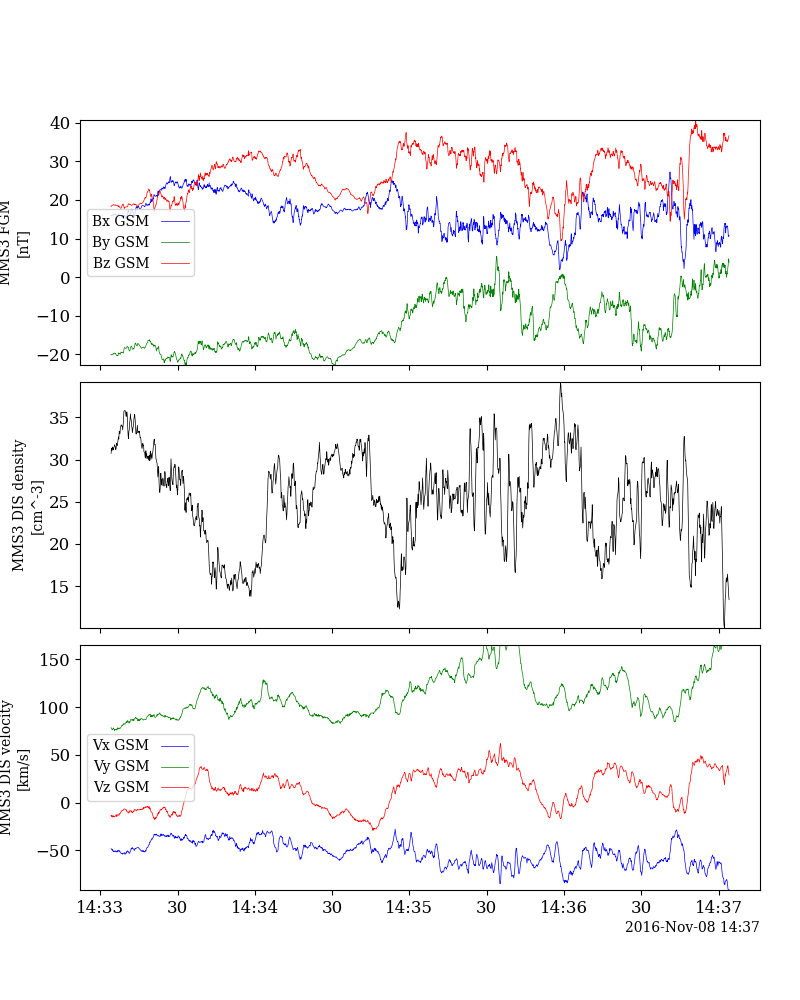 40
30
20
10
0
−10
−20
MMS3 FGM
[nT]
Bx GSM
By GSM
Bz GSM
35
30
25
20
15
MMS3 DIS density
[cm^-3]
150
100
50
0
−50
MMS3 DIS velocity
[km/s]
Vx GSM
Vy GSM
Vz GSM
14:33 30 14:34 30 14:35 30 14:36 30 14:37
2016-Nov-08 14:37